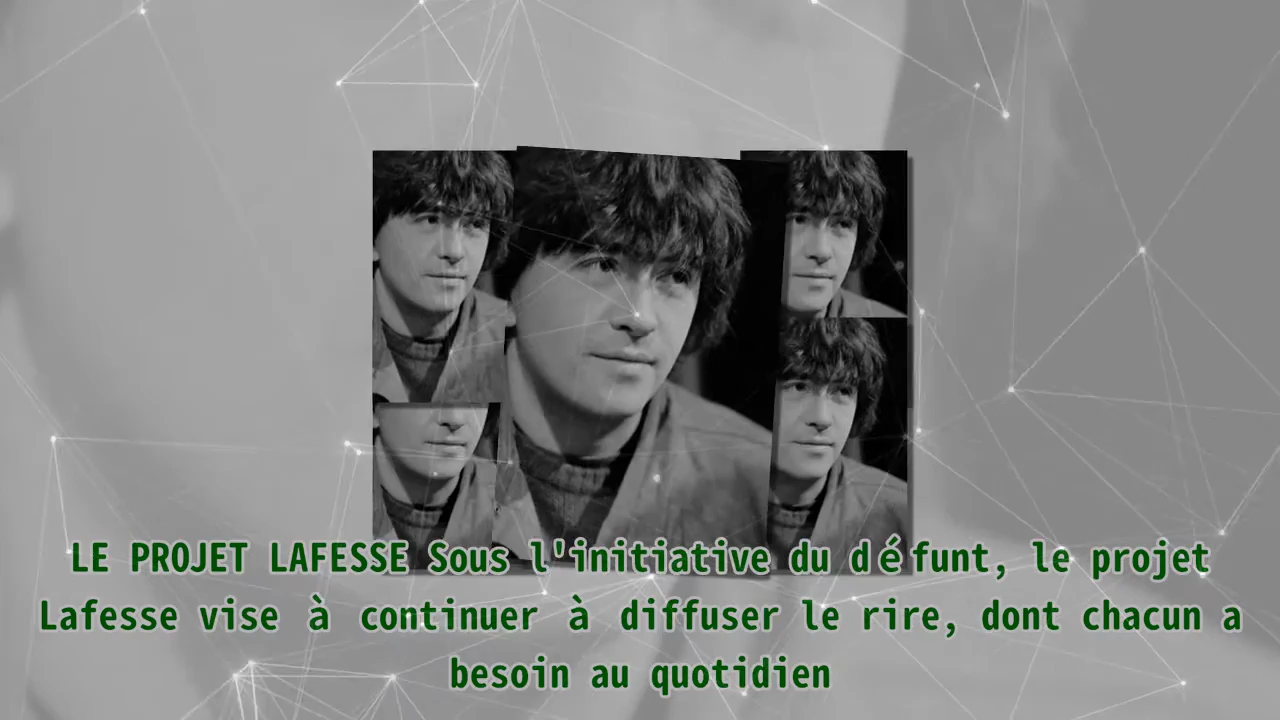 LE PROJET LAFESSE Sous l'initiative du défunt, le projet
Lafesse vise à continuer à diffuser le rire, dont chacun a
besoin au quotidien